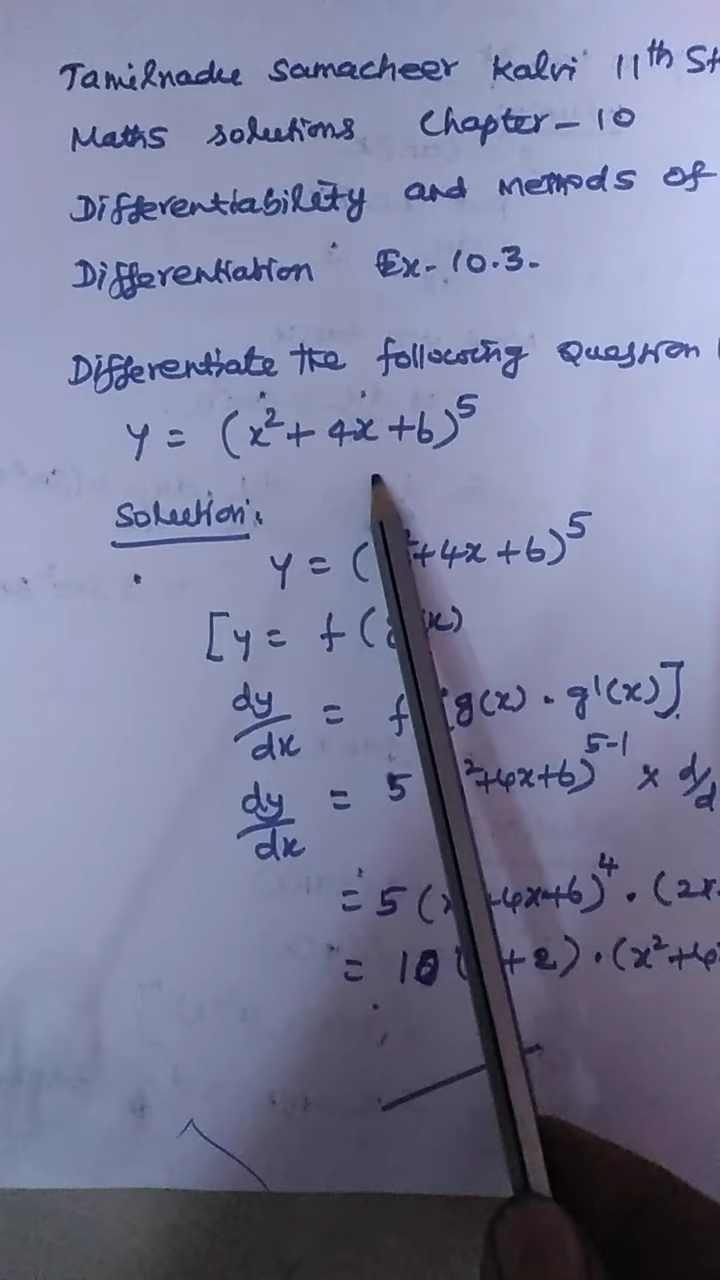 Tamilnadu Samacheer Kalvi 11th St
Maths solutions Chapter - 10
Differentiability and Methods of
Differentiation Ex- 10.3.
Differentiate the following Question
y = (x²+ 4x +6)⁵
Solution:
y = ( +4x +6)⁵
[y = f( x)
dy/dx = f g(x) . g'(x)]
dy/dx = 5 ²+4x+6)⁵⁻¹ x d/d
= 5 ( +4x+6)⁴ . (2x
= 10 +2) . (x²+4